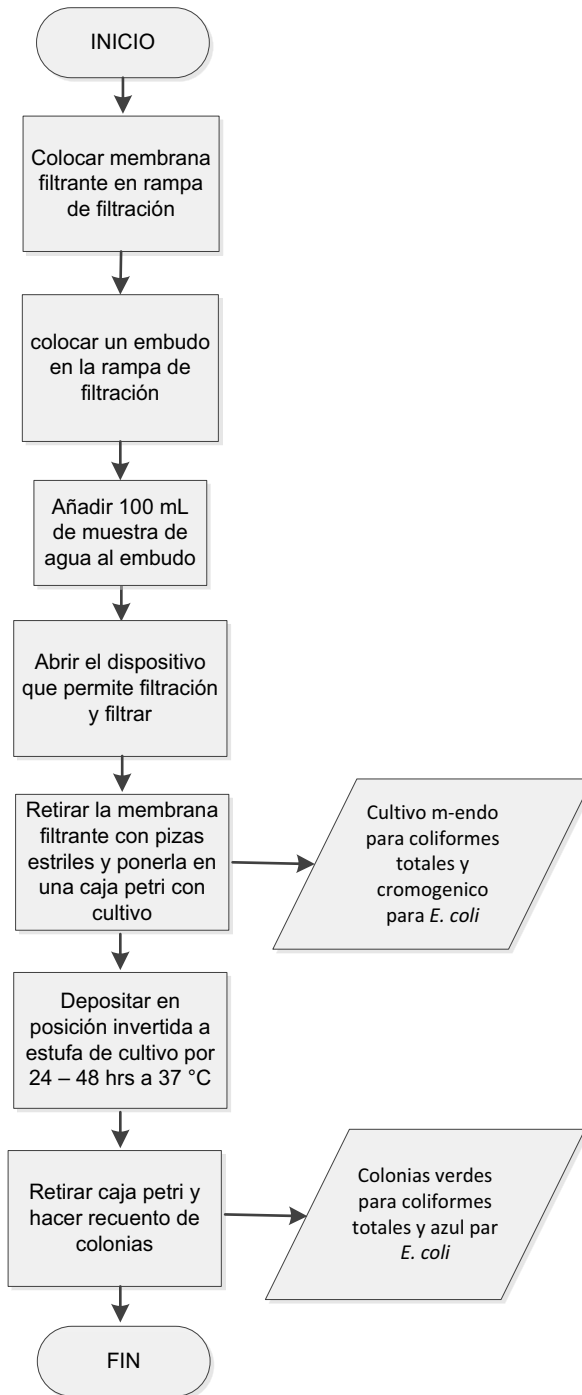 INICIO
Colocar membrana
filtrante en rampa
de filtración
colocar un embudo
en la rampa de
filtración
Añadir 100 mL
de muestra de
agua al embudo
Abrir el dispositivo
que permite filtración
y filtrar
Retirar la membrana
filtrante con pizas
estriles y ponerla en
una caja petri con
cultivo
Cultivo m-endo
para coliformes
totales y
cromogenico
para E. coli
Depositar en
posición invertida a
estufa de cultivo por
24 – 48 hrs a 37 °C
Retirar caja petri y
hacer recuento de
colonias
Colonias verdes
para coliformes
totales y azul par
E. coli
FIN